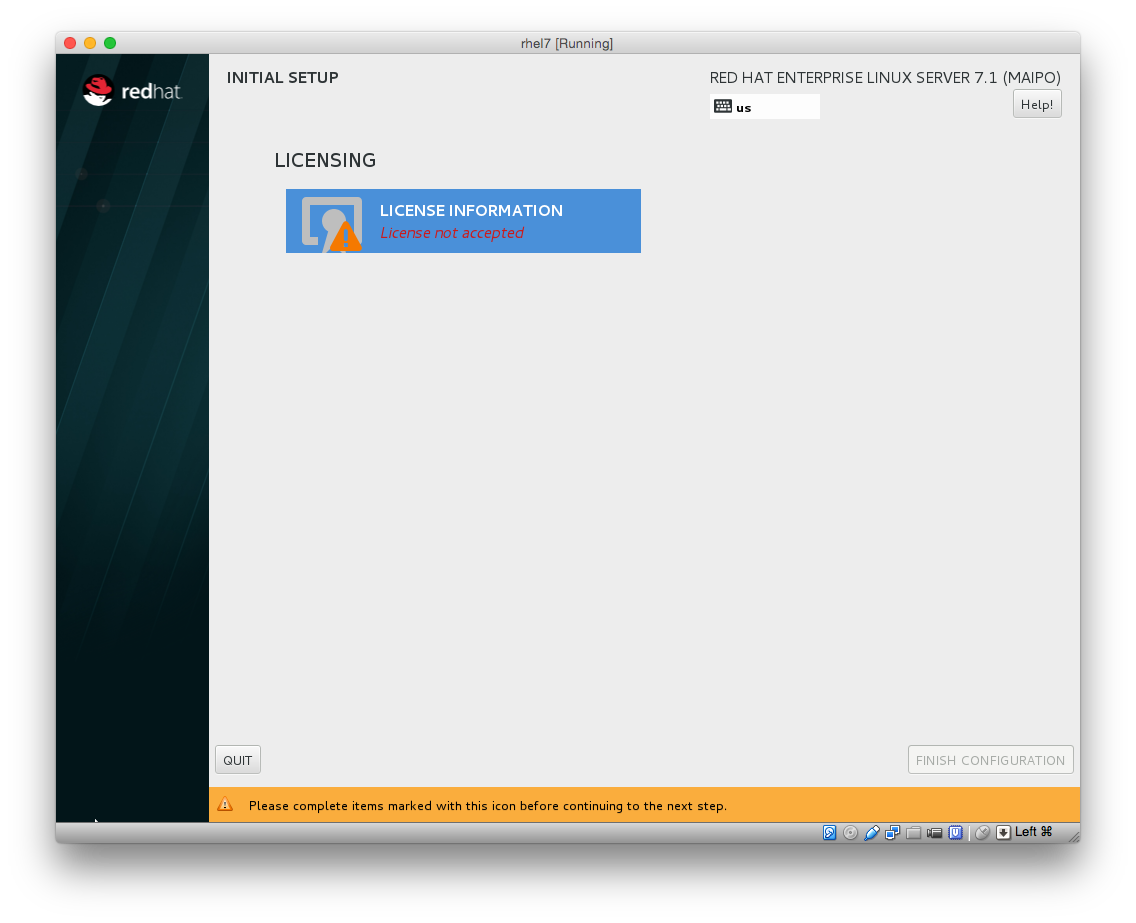 rhel7 [Running]
redhat.
INITIAL SETUP
RED HAT ENTERPRISE LINUX SERVER 7.1 (MAIPO)
us
Help!
LICENSING
LICENSE INFORMATION
License not accepted
QUIT
FINISH CONFIGURATION
Please complete items marked with this icon before continuing to the next step.
Left ⌘